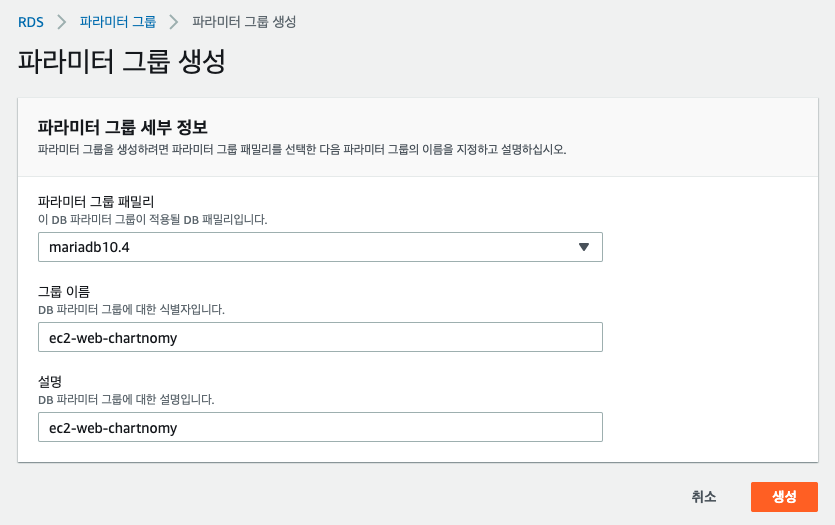 RDS > 파라미터 그룹 > 파라미터 그룹 생성
파라미터 그룹 생성
파라미터 그룹 세부 정보
파라미터 그룹을 생성하려면 파라미터 그룹 패밀리를 선택한 다음 파라미터 그룹의 이름을 지정하고 설명하십시오.
파라미터 그룹 패밀리
이 DB 파라미터 그룹이 적용될 DB 패밀리입니다.
mariadb10.4
그룹 이름
DB 파라미터 그룹에 대한 식별자입니다.
ec2-web-chartnomy
설명
DB 파라미터 그룹에 대한 설명입니다.
ec2-web-chartnomy
취소 생성